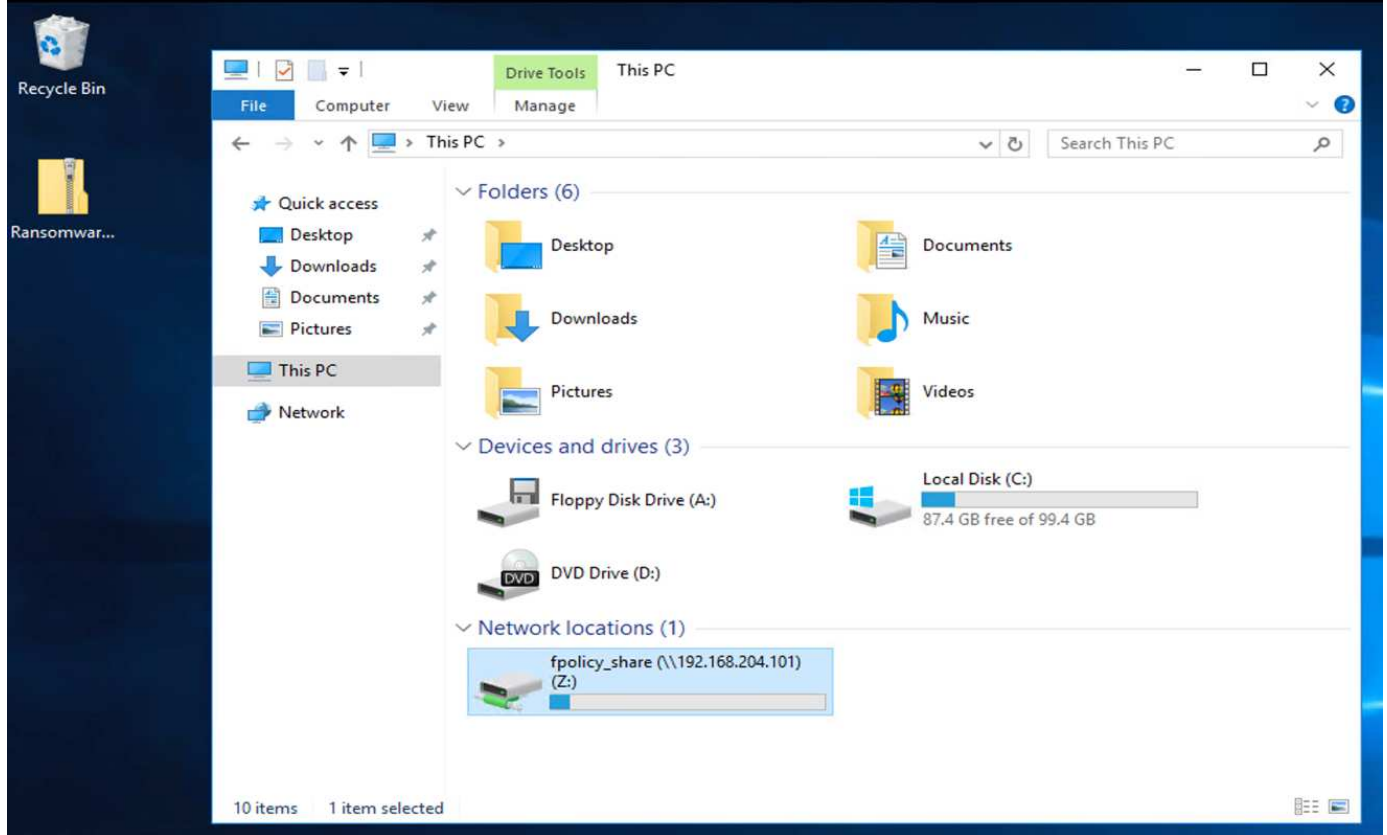 Recycle Bin
Ransomwar...
Drive Tools
This PC
File
Computer
View
Manage
This PC
Search This PC
Quick access
Desktop
Downloads
Documents
Pictures
This PC
Network
Folders (6)
Desktop
Documents
Downloads
Music
Pictures
Videos
Devices and drives (3)
Floppy Disk Drive (A:)
Local Disk (C:)
87.4 GB free of 99.4 GB
DVD
DVD Drive (D:)
Network locations (1)
fpolicy_share (\\192.168.204.101)
(Z:)
10 items
1 item selected